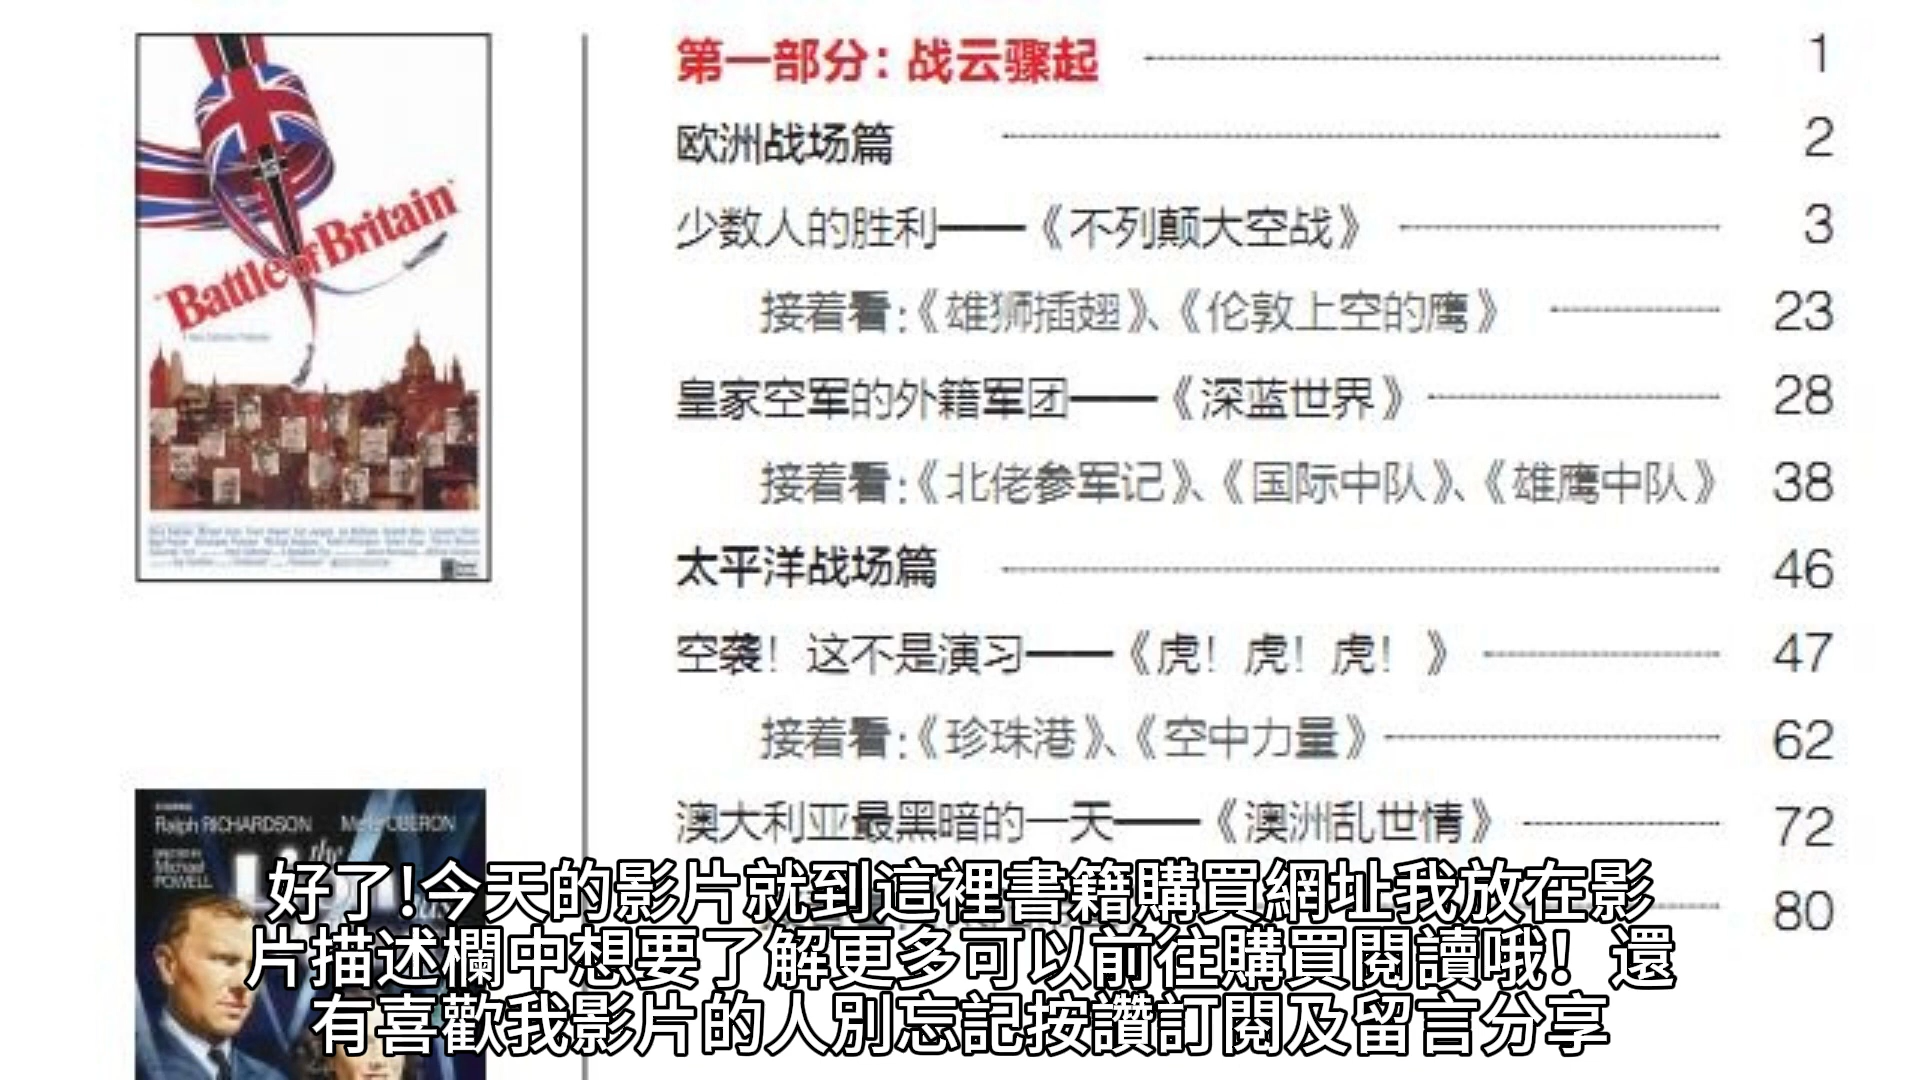 "Battle of Britain"
第一部分：战云骤起 1
欧洲战场篇 2
少数人的胜利——《不列颠大空战》 3
接着看：《雄狮插翅》、《伦敦上空的鹰》 23
皇家空军的外籍军团——《深蓝世界》 28
接着看：《北佬参军记》、《国际中队》、《雄鹰中队》 38
太平洋战场篇 46
空袭！这不是演习——《虎！虎！虎！》 47
接着看：《珍珠港》、《空中力量》 62
澳大利亚最黑暗的一天——《澳洲乱世情》 72
80
Ralph RICHARDSON Merle OBERON
Michael
POWELL
the
好了!今天的影片就到這裡書籍購買網址我放在影
片描述欄中想要了解更多可以前往購買閱讀哦！還
有喜歡我影片的人別忘記按讚訂閱及留言分享